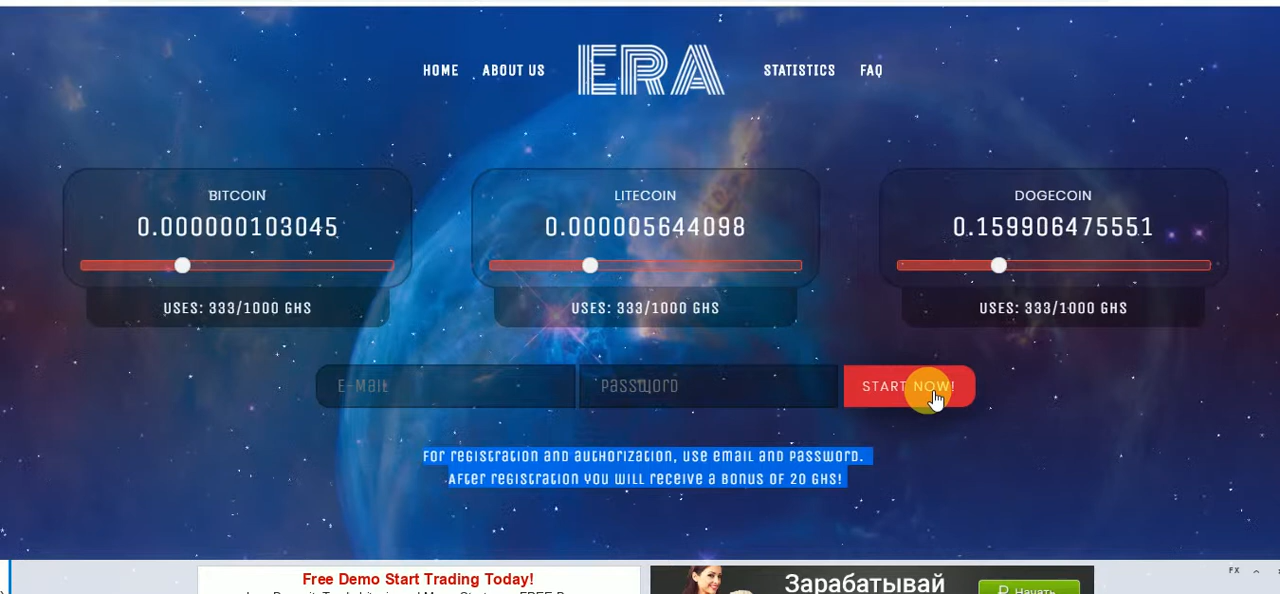 HOME ABOUT US ERA STATISTICS FAQ
BITCOIN LITECOIN DOGECOIN
0.000000103045 0.000005644098 0.159906475551
USES: 333/1000 GHS USES: 333/1000 GHS USES: 333/1000 GHS
E-Mail Password START NOW!
For registration and authorization, use email and password.
After registration you will receive a bonus of 20 GHS!
FX
Free Demo Start Trading Today!
Зарабатывай
Начать